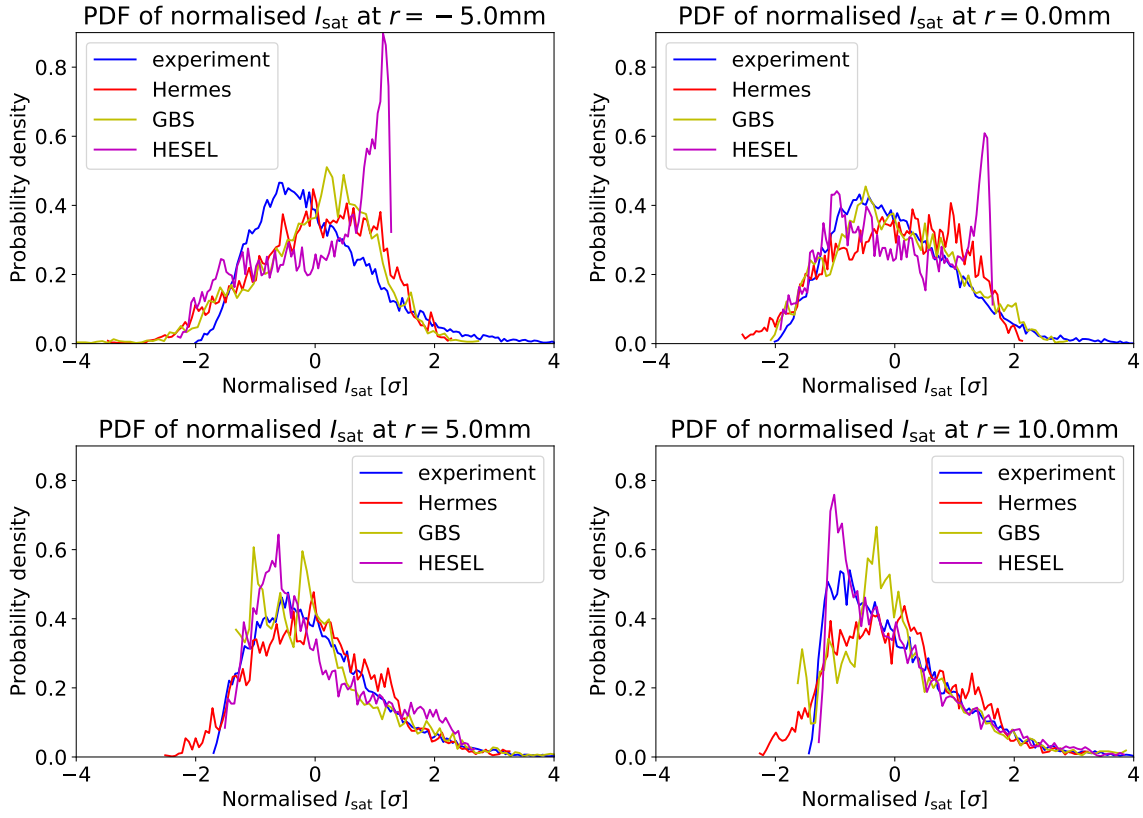 PDF of normalised I_sat at r = − 5.0mm
Probability density
0.8
0.6
0.4
0.2
0.0
experiment
Hermes
GBS
HESEL
−4
−2
0
2
4
Normalised I_sat [σ]
PDF of normalised I_sat at r = 0.0mm
Probability density
0.8
0.6
0.4
0.2
0.0
experiment
Hermes
GBS
HESEL
−4
−2
0
2
4
Normalised I_sat [σ]
PDF of normalised I_sat at r = 5.0mm
Probability density
0.8
0.6
0.4
0.2
0.0
experiment
Hermes
GBS
HESEL
−4
−2
0
2
4
Normalised I_sat [σ]
PDF of normalised I_sat at r = 10.0mm
Probability density
0.8
0.6
0.4
0.2
0.0
experiment
Hermes
GBS
HESEL
−4
−2
0
2
4
Normalised I_sat [σ]